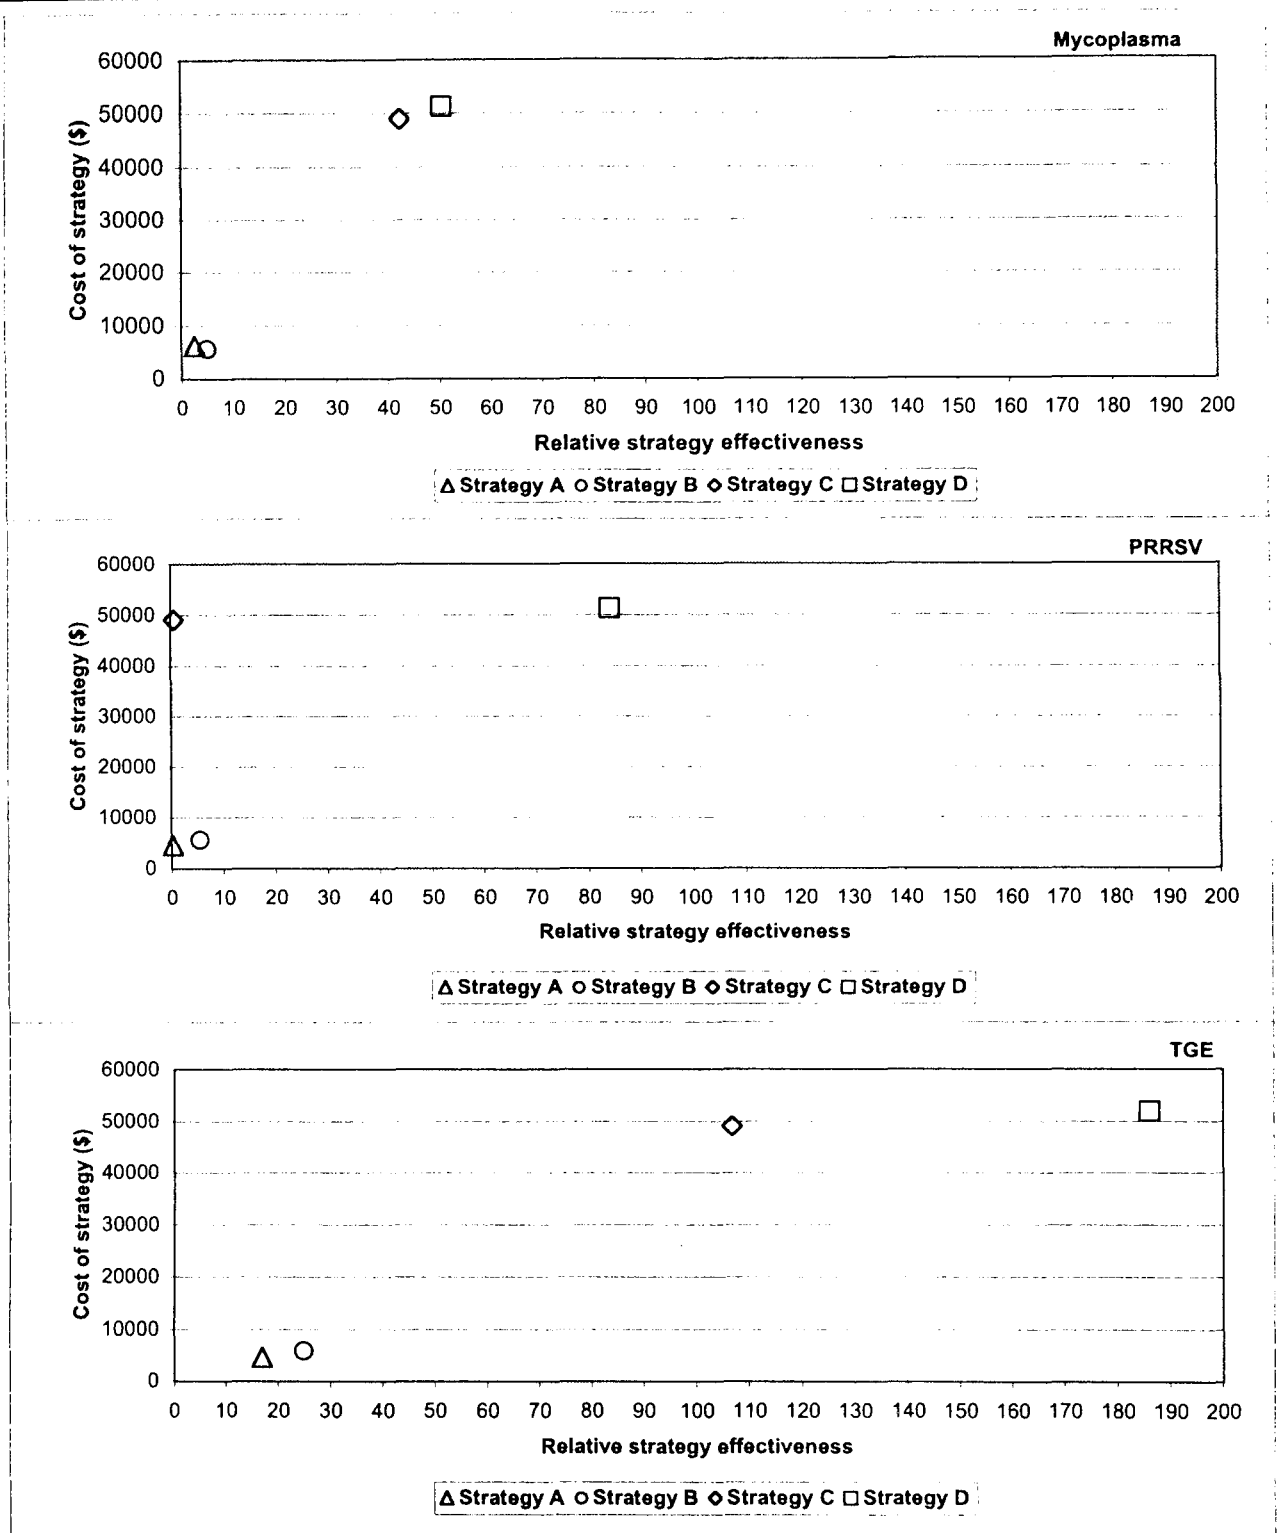 Mycoplasma
60000
50000
40000
30000
20000
10000
0
Cost of strategy ($)
0 10 20 30 40 50 60 70 80 90 100 110 120 130 140 150 160 170 180 190 200
Relative strategy effectiveness
Strategy A Strategy B Strategy C Strategy D
PRRSV
60000
50000
40000
30000
20000
10000
0
Cost of strategy ($)
0 10 20 30 40 50 60 70 80 90 100 110 120 130 140 150 160 170 180 190 200
Relative strategy effectiveness
Strategy A Strategy B Strategy C Strategy D
TGE
60000
50000
40000
30000
20000
10000
0
Cost of strategy ($)
0 10 20 30 40 50 60 70 80 90 100 110 120 130 140 150 160 170 180 190 200
Relative strategy effectiveness
Strategy A Strategy B Strategy C Strategy D